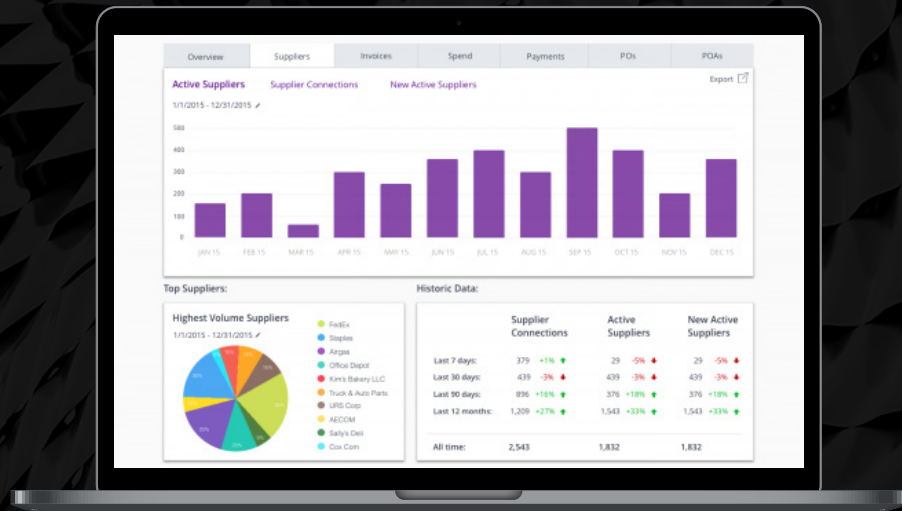 Overview Suppliers Invoices Spend Payments POs POAs
Active Suppliers Supplier Connections New Active Suppliers Export
1/1/2015 - 12/31/2015
500
400
300
200
100
0
JAN 15 FEB 15 MAR 15 APR 15 MAY 15 JUN 15 JUL 15 AUG 15 SEP 15 OCT 15 NOV 15 DEC 15
Top Suppliers: Historic Data:
Highest Volume Suppliers
1/1/2015 - 12/31/2015
FedEx
Staples
Airgas
Office Depot
Kim's Bakery LLC
Truck & Auto Parts
URS Corp
AECOM
Sally's Deli
Cox Com
Supplier Active New Active
Connections Suppliers Suppliers
Last 7 days: 379 +1% 29 -5% 29 -5%
Last 30 days: 439 -3% 439 -3% 439 -3%
Last 90 days: 896 +16% 376 +18% 376 +18%
Last 12 months: 1,209 +27% 1,543 +33% 1,543 +33%
All time: 2,543 1,832 1,832